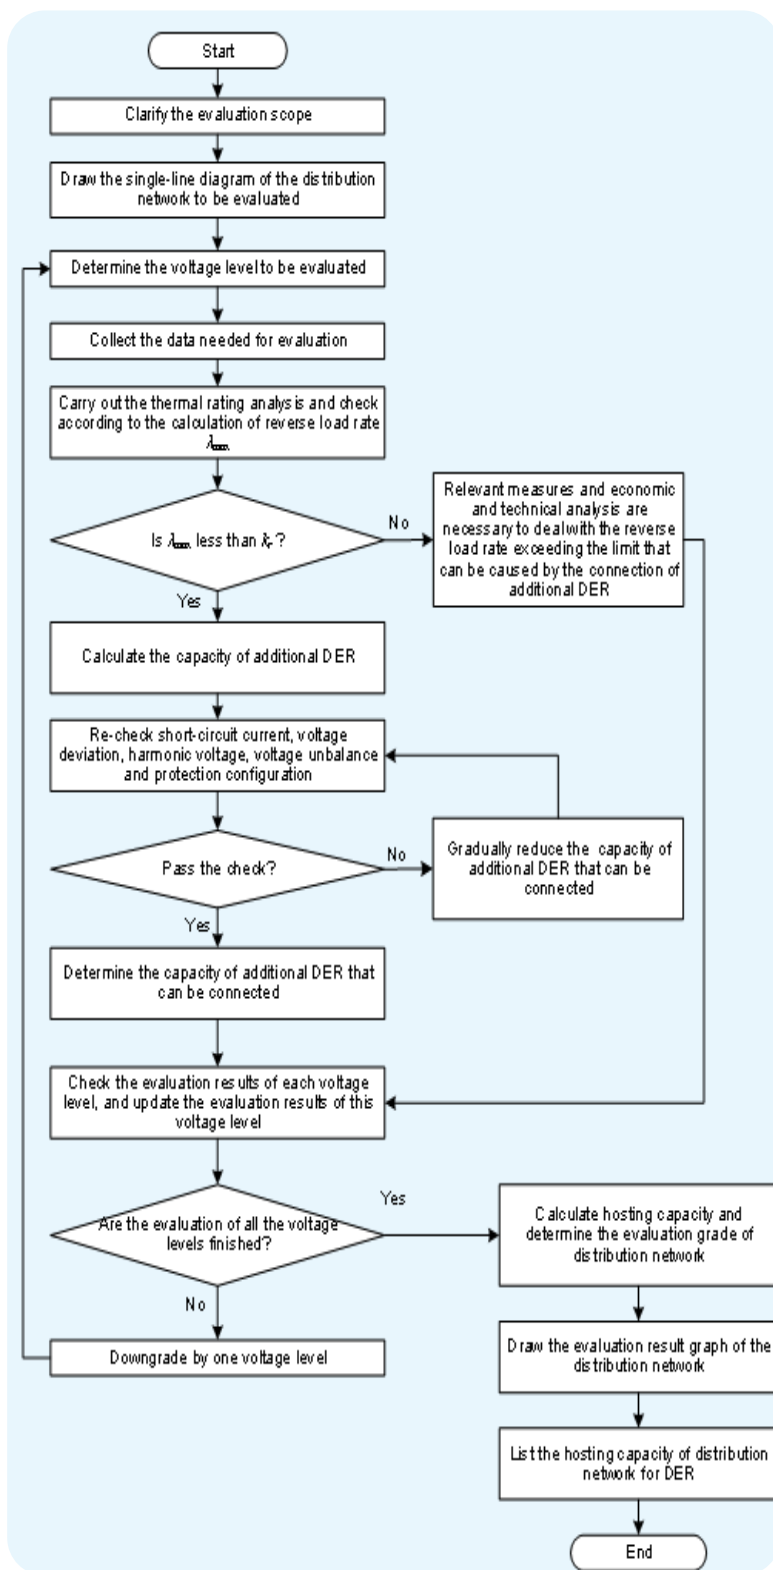 Start
Clarify the evaluation scope
Draw the single-line diagram of the distribution
network to be evaluated
Determine the voltage level to be evaluated
Collect the data needed for evaluation
Carry out the thermal rating analysis and check
according to the calculation of reverse load rate
λ
Is λ less than kᵣ ?
No
Relevant measures and economic
and technical analysis are
necessary to deal with the reverse
load rate exceeding the limit that
can be caused by the connection of
additional DER
Yes
Calculate the capacity of additional DER
Re-check short-circuit current, voltage
deviation, harmonic voltage, voltage unbalance
and protection configuration
Pass the check?
No
Gradually reduce the capacity of
additional DER that can be
connected
Yes
Determine the capacity of additional DER that
can be connected
Check the evaluation results of each voltage
level, and update the evaluation results of this
voltage level
Are the evaluation of all the voltage
levels finished?
Yes
Calculate hosting capacity and
determine the evaluation grade of
distribution network
No
Downgrade by one voltage level
Draw the evaluation result graph of the
distribution network
List the hosting capacity of distribution
network for DER
End